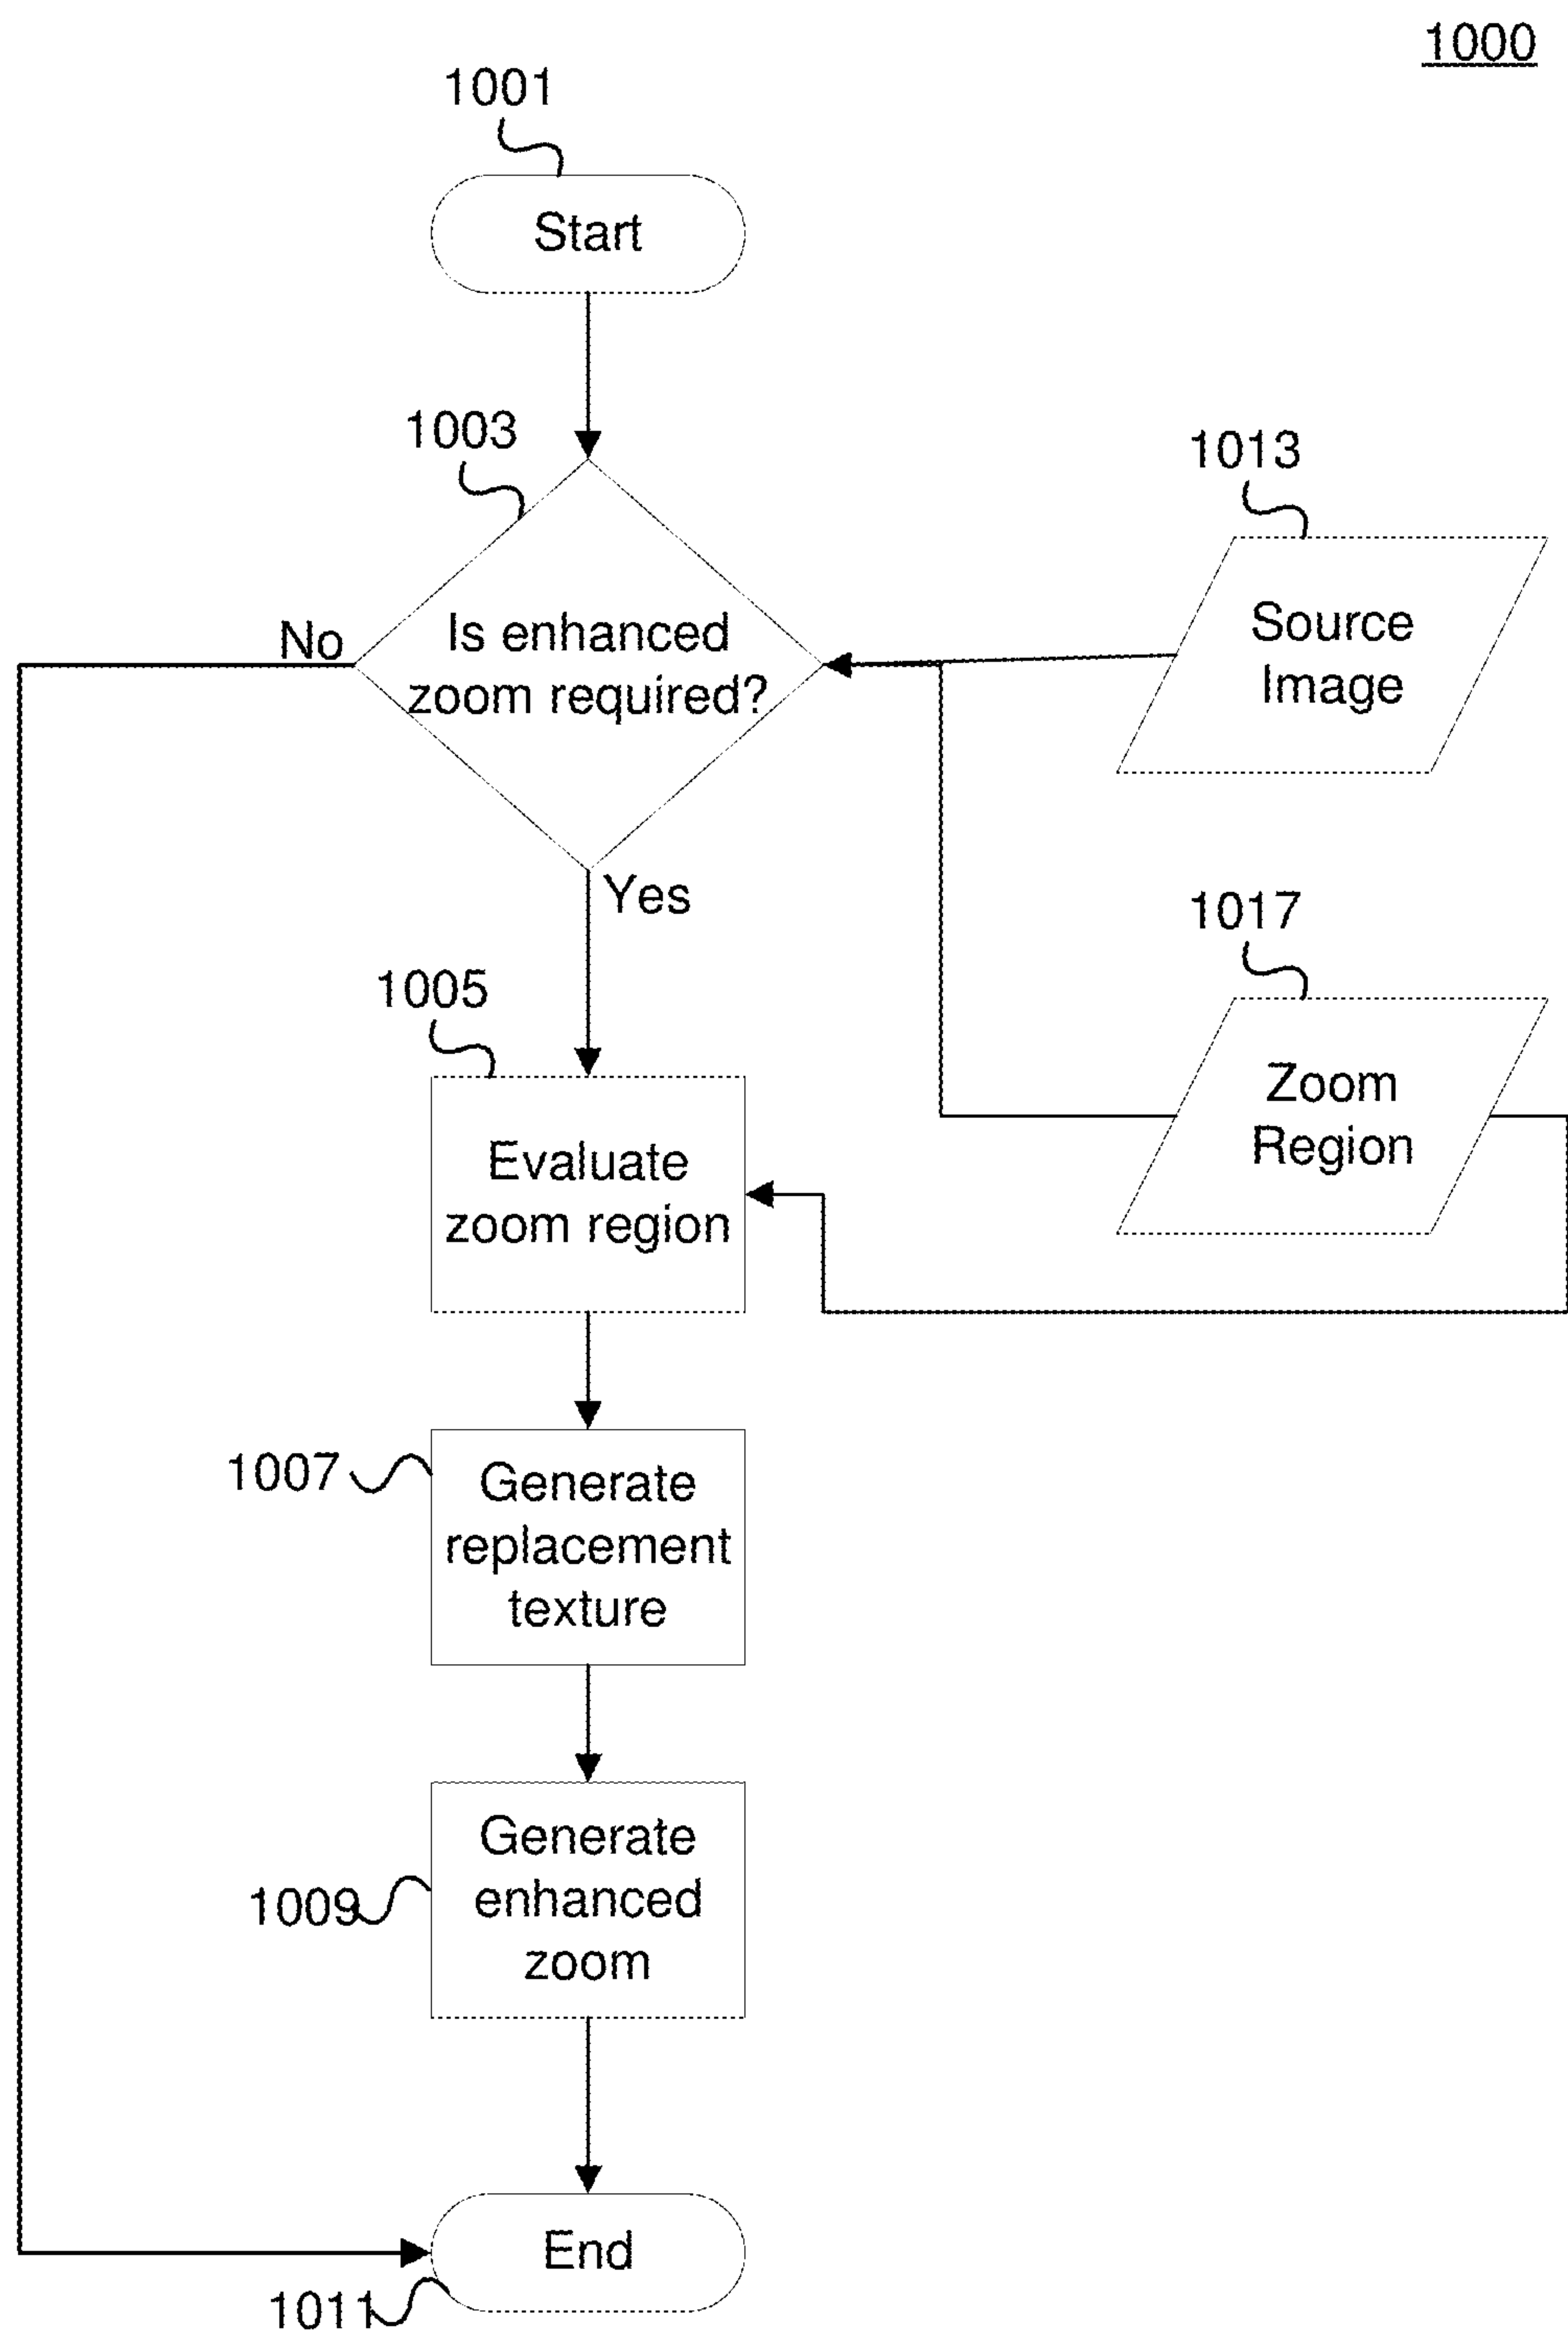 1000
1001
Start
1003
1013
No
Is enhanced
zoom required?
Source
Image
Yes
1017
1005
Zoom
Region
Evaluate
zoom region
1007
Generate
replacement
texture
1009
Generate
enhanced
zoom
End
1011